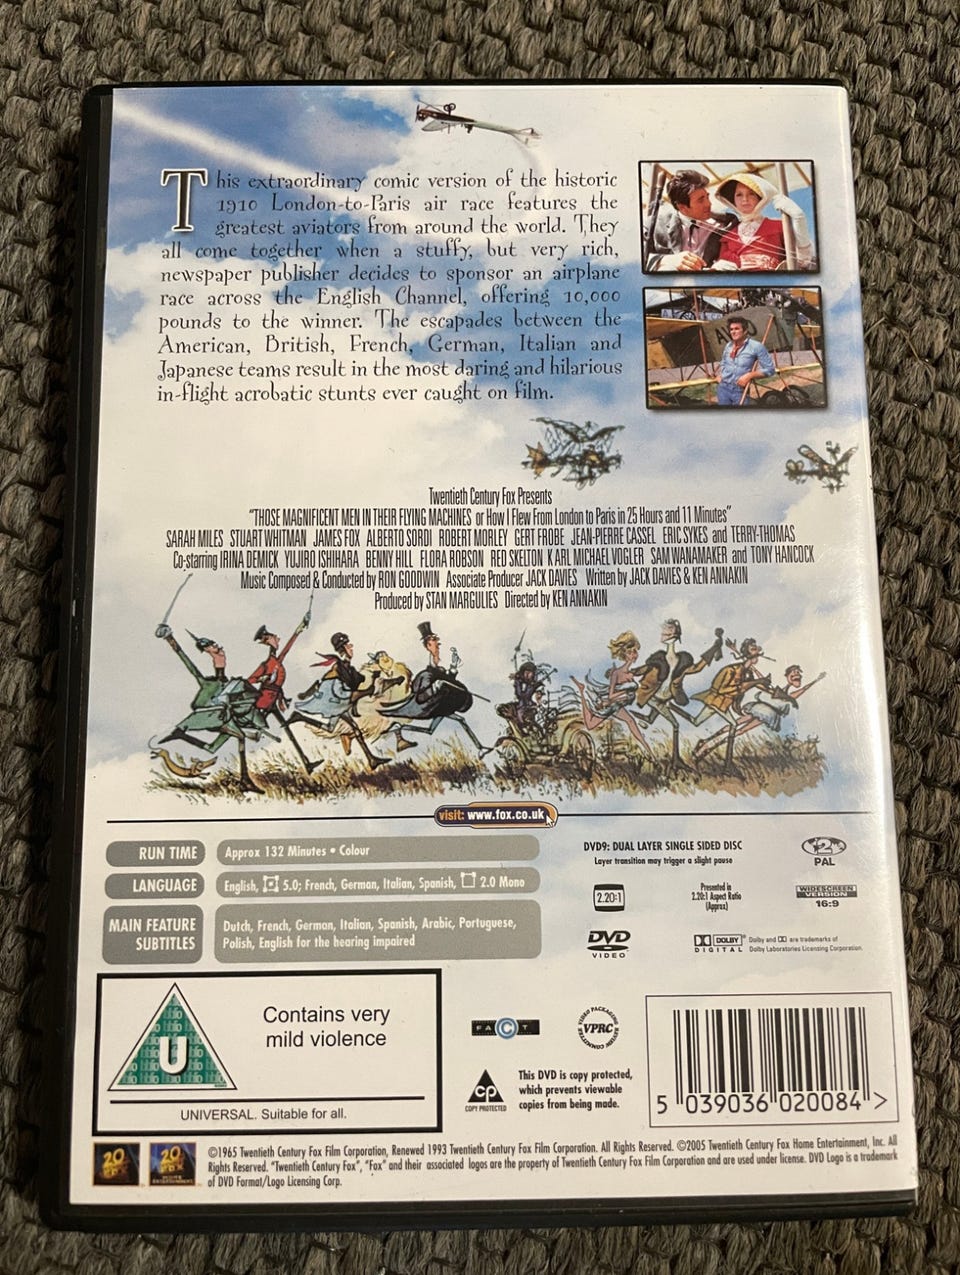 This extraordinary comic version of the historic
1910 London-to-Paris air race features the
greatest aviators from around the world. They
all come together when a stuffy, but very rich,
newspaper publisher decides to sponsor an airplane
race across the English Channel, offering 10,000
pounds to the winner. The escapades between the
American, British, French, German, Italian and
Japanese teams result in the most daring and hilarious
in-flight acrobatic stunts ever caught on film.
Twentieth Century Fox Presents
"THOSE MAGNIFICENT MEN IN THEIR FLYING MACHINES or How I Flew From London to Paris in 25 Hours and 11 Minutes"
SARAH MILES STUART WHITMAN JAMES FOX ALBERTO SORDI ROBERT MORLEY GERT FROBE JEAN-PIERRE CASSEL ERIC SYKES and TERRY-THOMAS
Co-starring IRINA DEMICK YUJIRO ISHIHARA BENNY HILL FLORA ROBSON RED SKELTON KARL MICHAEL VOGLER SAM WANAMAKER and TONY HANCOCK
Music Composed & Conducted by RON GOODWIN Associate Producer JACK DAVIES Written by JACK DAVIES & KEN ANNAKIN
Produced by STAN MARGULIES Directed by KEN ANNAKIN
visit: www.fox.co.uk
RUN TIME
Approx 132 Minutes • Colour
LANGUAGE
English, 5.0; French, German, Italian, Spanish, 2.0 Mono
MAIN FEATURE
SUBTITLES
Dutch, French, German, Italian, Spanish, Arabic, Portuguese,
Polish, English for the hearing impaired
DVD9: DUAL LAYER SINGLE SIDED DISC
Layer transition may trigger a slight pause
2
PAL
2.20:1
Presented in
2.20:1 Aspect Ratio
(Approx)
WIDESCREEN
VERSION
16:9
DVD
VIDEO
DOLBY
DIGITAL
Dolby and are trademarks of
Dolby Laboratories Licensing Corporation.
U
Contains very
mild violence
UNIVERSAL. Suitable for all.
FACT
VIDEO PACKAGING REVIEW COMMITTEE
VPRC
CP
COPY PROTECTED
This DVD is copy protected,
which prevents viewable
copies from being made.
5 039036 020084 >
20th
FOX
20th
FOX
HOME ENTERTAINMENT
©1965 Twentieth Century Fox Film Corporation, Renewed 1993 Twentieth Century Fox Film Corporation. All Rights Reserved. ©2005 Twentieth Century Fox Home Entertainment, Inc. All
Rights Reserved. "Twentieth Century Fox", "Fox" and their associated logos are the property of Twentieth Century Fox Film Corporation and are used under license. DVD Logo is a trademark
of DVD Format/Logo Licensing Corp.